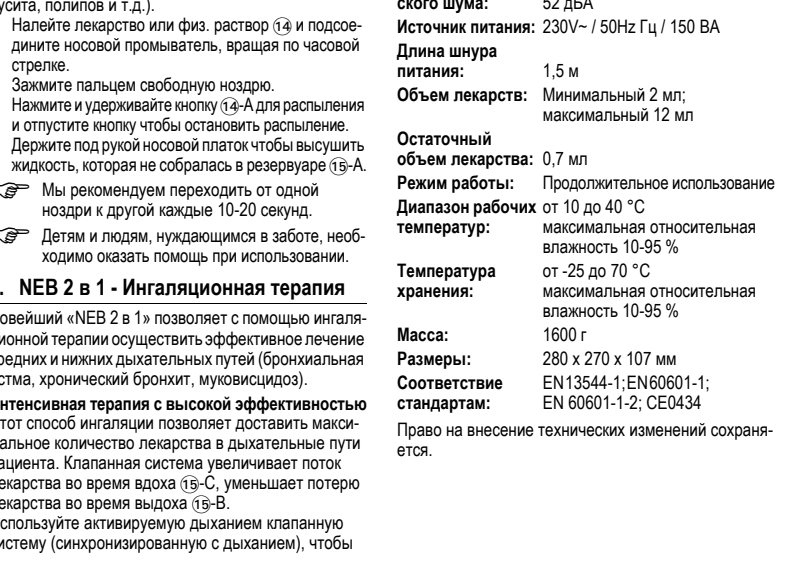 усита, полипов и т.д.).
Налейте лекарство или физ. раствор ⑭ и подсое-
дините носовой промыватель, вращая по часовой
стрелке.
Зажмите пальцем свободную ноздрю.
Нажмите и удерживайте кнопку ⑭-A для распыления
и отпустите кнопку чтобы остановить распыление.
Держите под рукой носовой платок чтобы высушить
жидкость, которая не собралась в резервуаре ⑮-A.
Мы рекомендуем переходить от одной
ноздри к другой каждые 10-20 секунд.
Детям и людям, нуждающимся в заботе, необ-
ходимо оказать помощь при использовании.
. NEB 2 в 1 - Ингаляционная терапия
овейший «NEB 2 в 1» позволяет с помощью ингаля-
ионной терапии осуществить эффективное лечение
редних и нижних дыхательных путей (бронхиальная
стма, хронический бронхит, муковисцидоз).
нтенсивная терапия с высокой эффективностью
тот способ ингаляции позволяет доставить макси-
альное количество лекарства в дыхательные пути
ациента. Клапанная система увеличивает поток
екарства во время вдоха ⑮-C, уменьшает потерю
екарства во время выдоха ⑮-B.
спользуйте активируемую дыханием клапанную
истему (синхронизированную с дыханием), чтобы
ского шума: 52 дБА
Источник питания: 230V~ / 50Hz Гц / 150 ВА
Длина шнура
питания: 1,5 м
Объем лекарств: Минимальный 2 мл;
максимальный 12 мл
Остаточный
объем лекарства: 0,7 мл
Режим работы: Продолжительное использование
Диапазон рабочих от 10 до 40 °C
температур: максимальная относительная
влажность 10-95 %
Температура от -25 до 70 °C
хранения: максимальная относительная
влажность 10-95 %
Масса: 1600 г
Размеры: 280 x 270 x 107 мм
Соответствие EN13544-1;EN60601-1;
стандартам: EN 60601-1-2; CE0434
Право на внесение технических изменений сохраня-
ется.